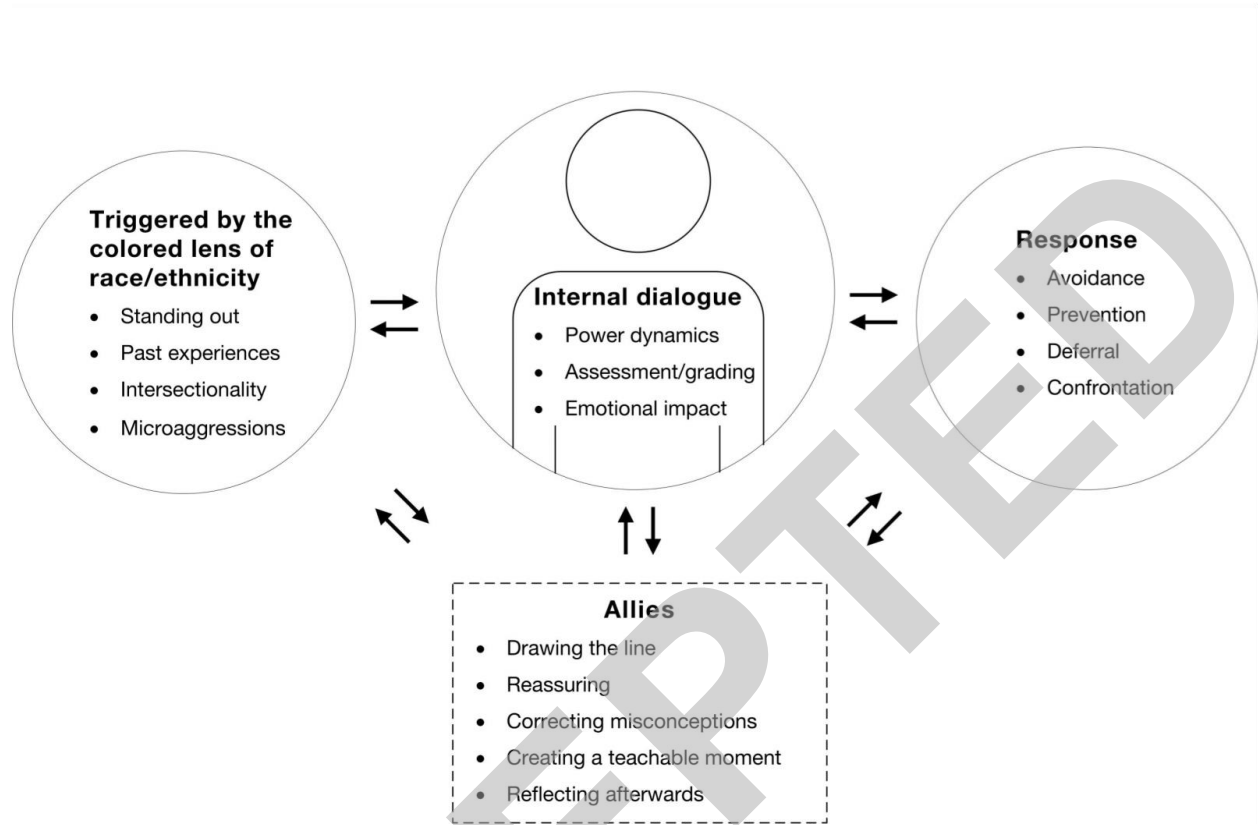 Triggered by the
colored lens of
race/ethnicity
• Standing out
• Past experiences
• Intersectionality
• Microaggressions
Internal dialogue
• Power dynamics
• Assessment/grading
• Emotional impact
Response
• Avoidance
• Prevention
• Deferral
• Confrontation
Allies
• Drawing the line
• Reassuring
• Correcting misconceptions
• Creating a teachable moment
• Reflecting afterwards
EPTED